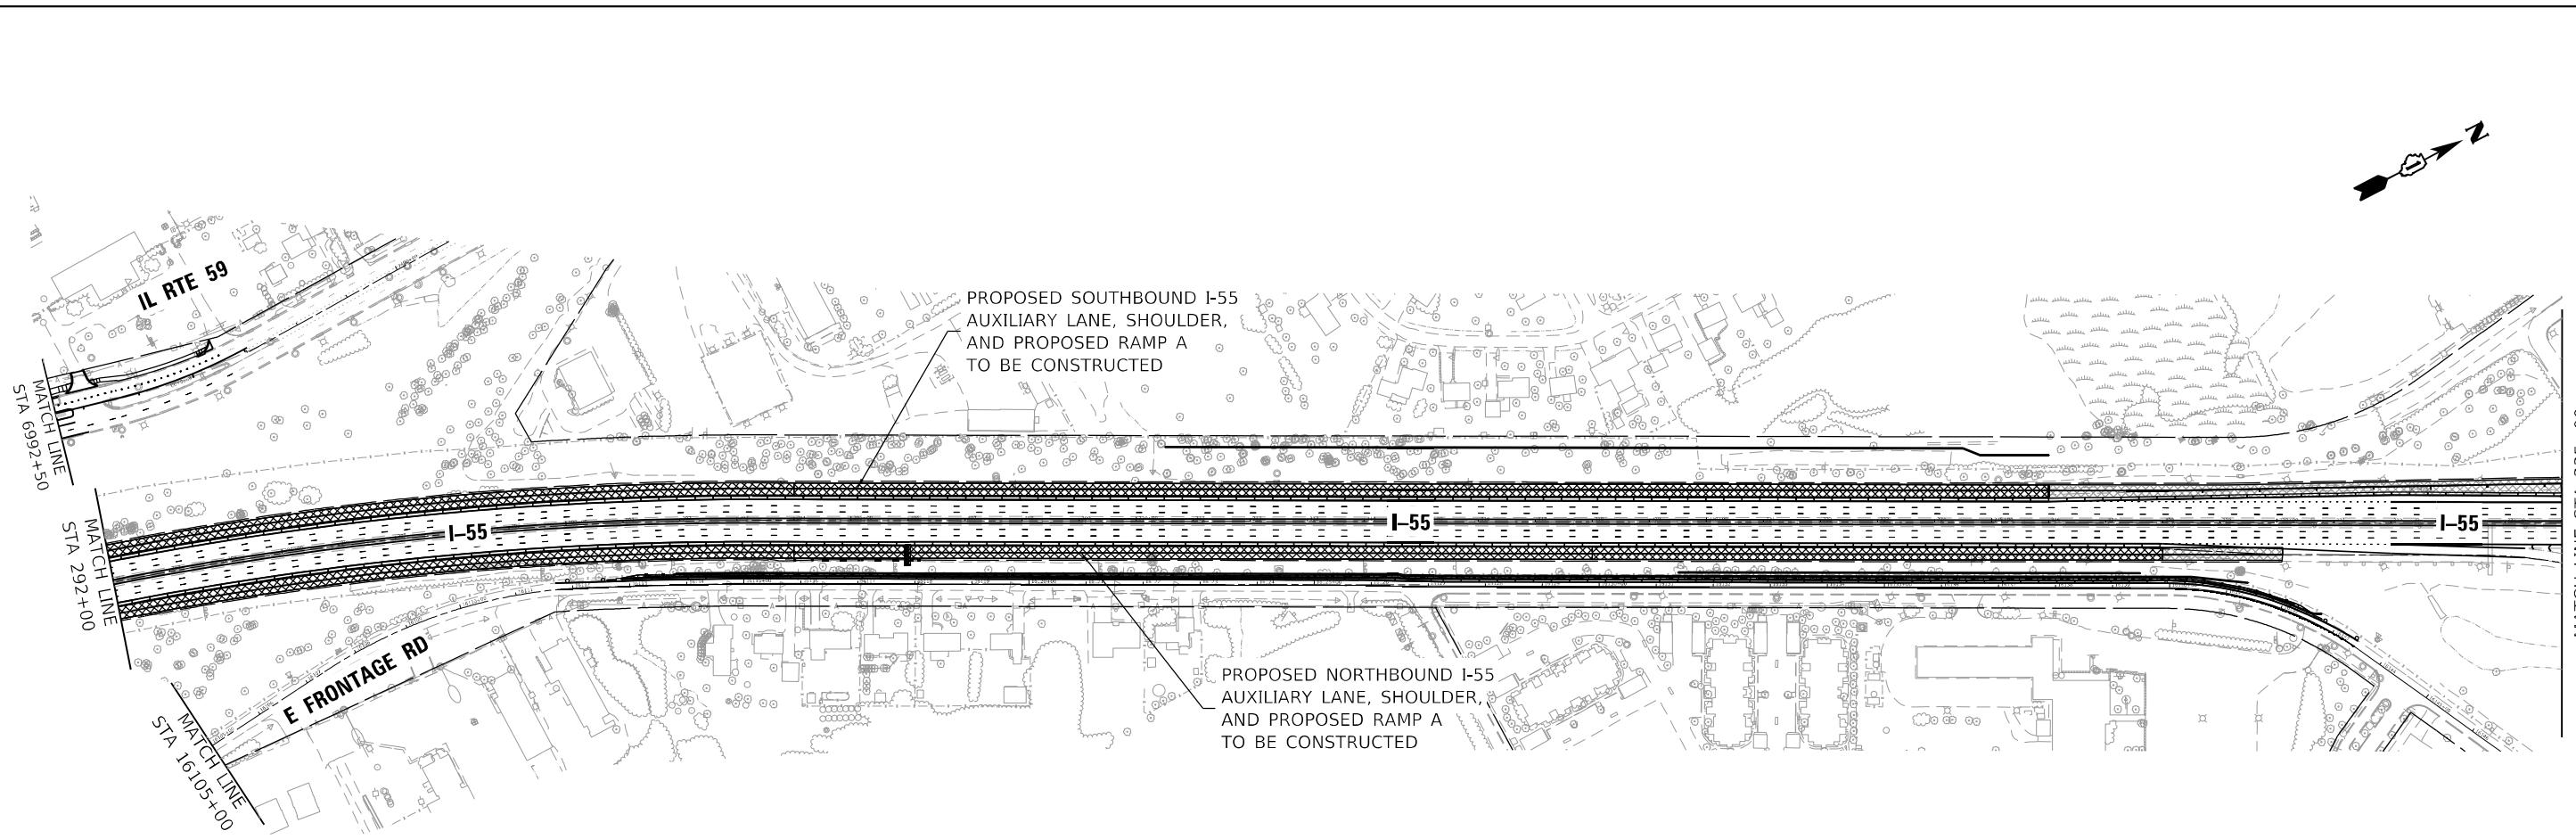 N
IL RTE 59
PROPOSED SOUTHBOUND I-55
AUXILIARY LANE, SHOULDER,
AND PROPOSED RAMP A
TO BE CONSTRUCTED
MATCH LINE
STA 6992+50
MATCH LINE
STA 292+00
I–55
I–55
I–55
E FRONTAGE RD
MATCH LINE
STA 16105+00
PROPOSED NORTHBOUND I-55
AUXILIARY LANE, SHOULDER,
AND PROPOSED RAMP A
TO BE CONSTRUCTED